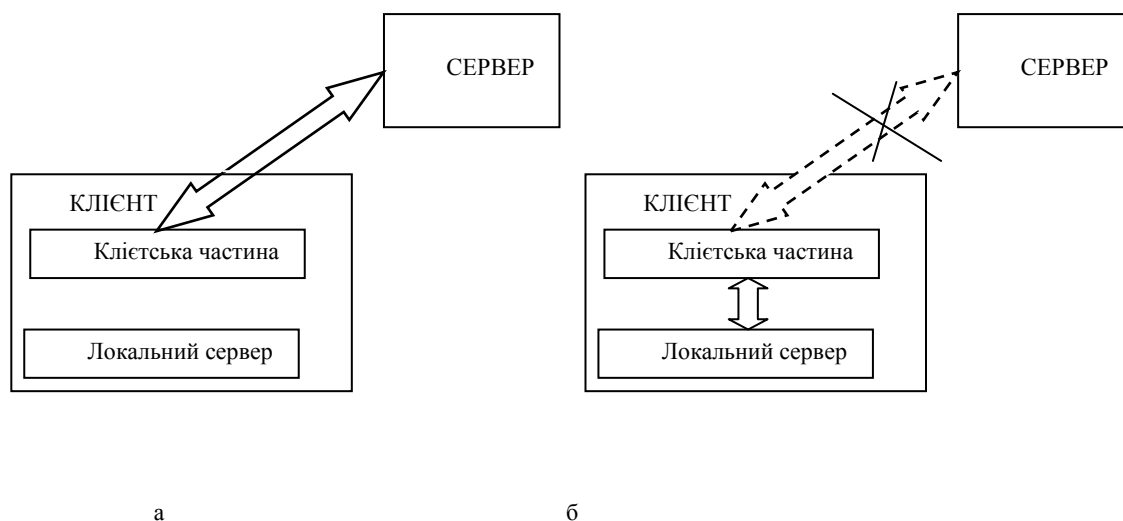 СЕРВЕР
СЕРВЕР
КЛІЄНТ
КЛІЄНТ
Клієтська частина
Клієтська частина
Локальний сервер
Локальний сервер
а
б